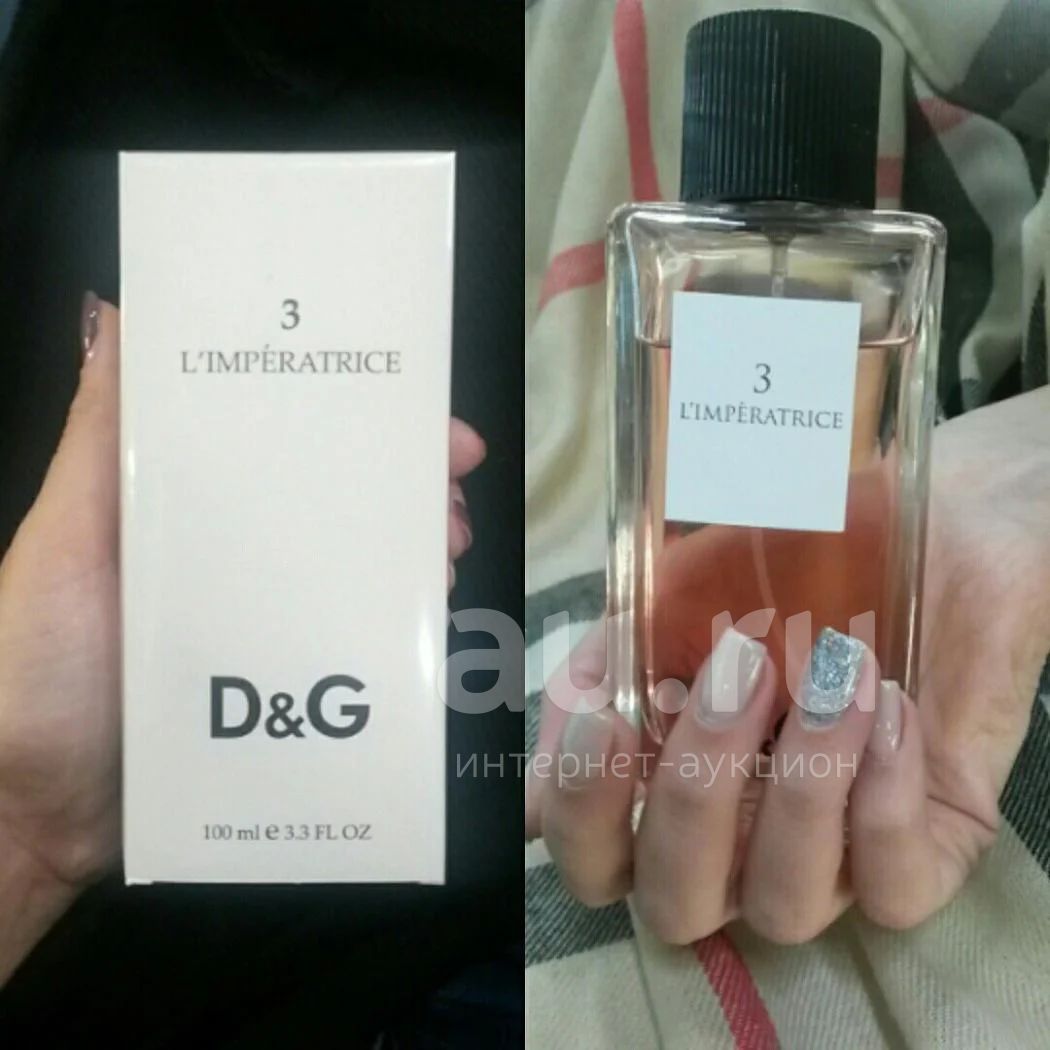 3
L'IMPÉRATRICE
D&G
100 ml e 3.3 FL OZ
3
L'IMPÉRATRICE
au.ru
интернет-аукцион